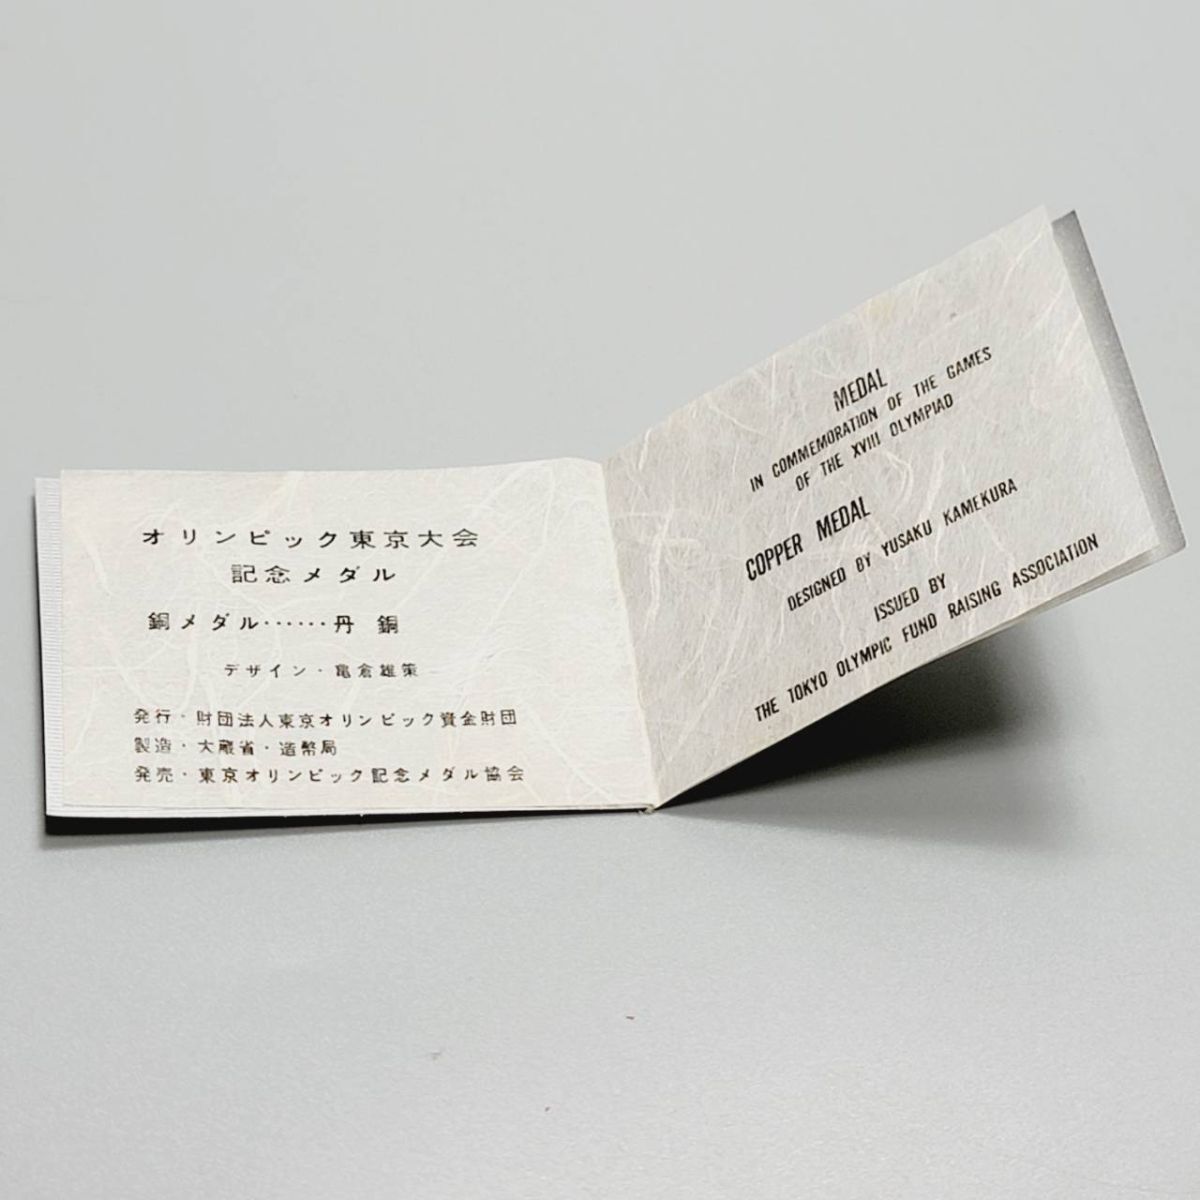 オリンピック東京大会
記念メダル
銅メダル……丹 銅
デザイン・亀倉雄策
発行・財団法人東京オリンピック資金財団
製造・大蔵省・造幣局
発売・東京オリンピック記念メダル協会
MEDAL
IN COMMEMORATION OF THE GAMES
OF THE XVIII OLYMPIAD
COPPER MEDAL
DESIGNED BY YUSAKU KAMEKURA
ISSUED BY
THE TOKYO OLYMPIC FUND RAISING ASSOCIATION